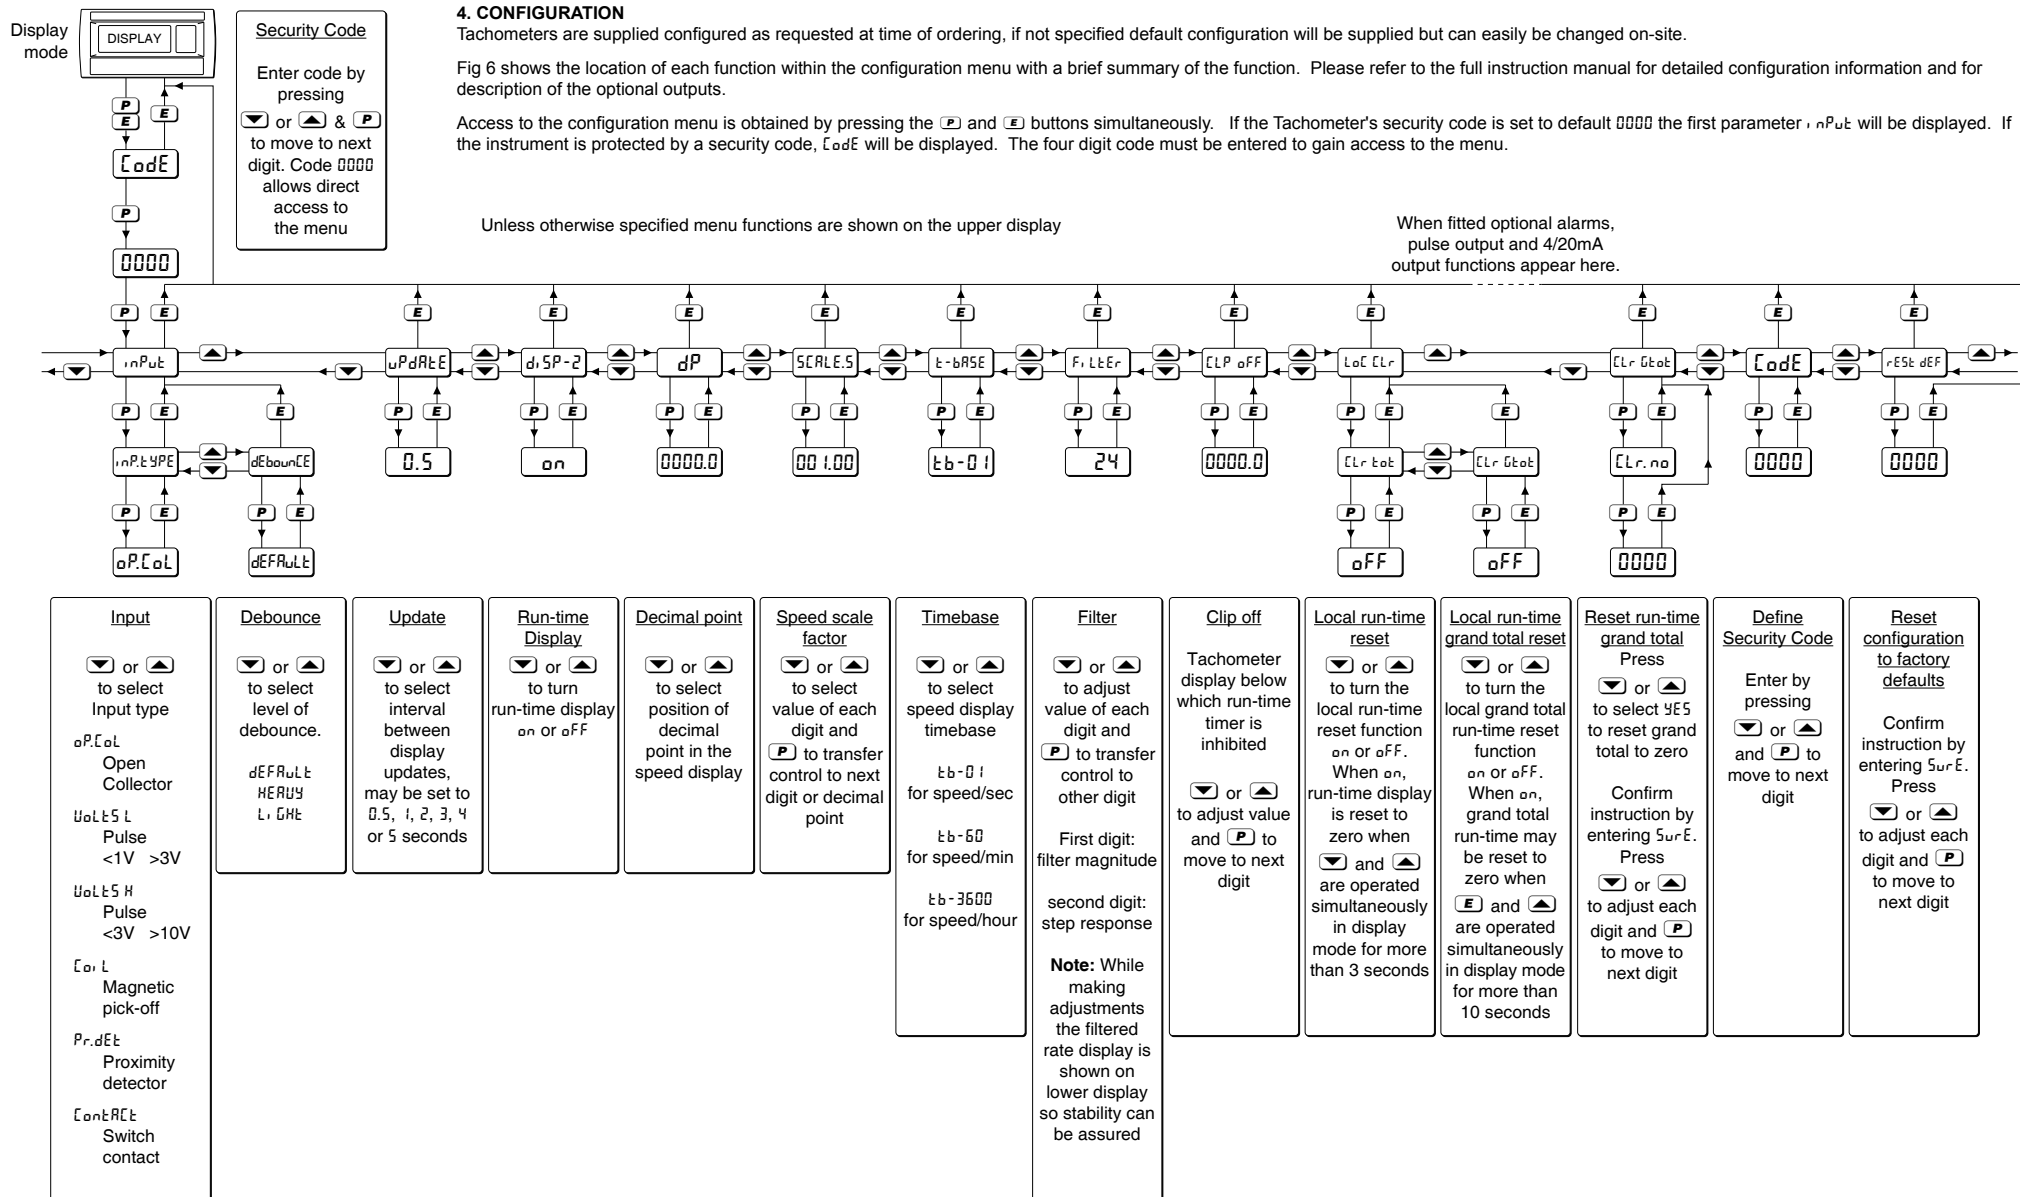 Display
mode
DISPLAY
P
E
E
CodE
P
0000
P
E
Security Code
Enter code by
pressing
▼ or ▲ & P
to move to next
digit. Code 0000
allows direct
access to
the menu
4. CONFIGURATION
Tachometers are supplied configured as requested at time of ordering, if not specified default configuration will be supplied but can easily be changed on-site.
Fig 6 shows the location of each function within the configuration menu with a brief summary of the function. Please refer to the full instruction manual for detailed configuration information and for
description of the optional outputs.
Access to the configuration menu is obtained by pressing the P and E buttons simultaneously. If the Tachometer's security code is set to default 0000 the first parameter inPut will be displayed. If
the instrument is protected by a security code, CodE will be displayed. The four digit code must be entered to gain access to the menu.
Unless otherwise specified menu functions are shown on the upper display
When fitted optional alarms,
pulse output and 4/20mA
output functions appear here.
E E E E E E E E E E E
inPut uPdAtE diSP-2 dP SCALE.S t-bASE FiLtEr CLP oFF LoC CLr CLr Gtot CodE rESt dEF
P E E P E P E P E P E P E P E P E P E E P E P E P E
inP.tYPE dEbounCE 0.5 on 0000.0 001.00 tb-01 24 0000.0 CLr tot CLr Gtot CLr.no 0000 0000
P E P E P E P E P E
oP.CoL dEFAuLt oFF oFF 0000
Input
▼ or ▲
to select
Input type
oP.CoL
Open
Collector
VoLtS L
Pulse
<1V >3V
VoLtS H
Pulse
<3V >10V
CoiL
Magnetic
pick-off
Pr.dEt
Proximity
detector
ContACt
Switch
contact
Debounce
▼ or ▲
to select
level of
debounce.
dEFAuLt
HEAVY
LiGHt
Update
▼ or ▲
to select
interval
between
display
updates,
may be set to
0.5, 1, 2, 3, 4
or 5 seconds
Run-time
Display
▼ or ▲
to turn
run-time display
on or oFF
Decimal point
▼ or ▲
to select
position of
decimal
point in the
speed display
Speed scale
factor
▼ or ▲
to select
value of each
digit and
P to transfer
control to next
digit or decimal
point
Timebase
▼ or ▲
to select
speed display
timebase
tb-01
for speed/sec
tb-60
for speed/min
tb-3600
for speed/hour
Filter
▼ or ▲
to adjust
value of each
digit and
P to transfer
control to
other digit
First digit:
filter magnitude
second digit:
step response
Note: While
making
adjustments
the filtered
rate display is
shown on
lower display
so stability can
be assured
Clip off
Tachometer
display below
which run-time
timer is
inhibited
▼ or ▲
to adjust value
and P to
move to next
digit
Local run-time
reset
▼ or ▲
to turn the
local run-time
reset function
on or oFF.
When on,
run-time display
is reset to
zero when
▼ and ▲
are operated
simultaneously
in display
mode for more
than 3 seconds
Local run-time
grand total reset
▼ or ▲
to turn the
local grand total
run-time reset
function
on or oFF.
When on,
grand total
run-time may
be reset to
zero when
E and ▲
are operated
simultaneously
in display mode
for more than
10 seconds
Reset run-time
grand total
Press
▼ or ▲
to select YES
to reset grand
total to zero
Confirm
instruction by
entering SurE.
Press
▼ or ▲
to adjust each
digit and P
to move to
next digit
Define
Security Code
Enter by
pressing
▼ or ▲
and P to
move to next
digit
Reset
configuration
to factory
defaults
Confirm
instruction by
entering SurE.
Press
▼ or ▲
to adjust each
digit and P
to move to
next digit